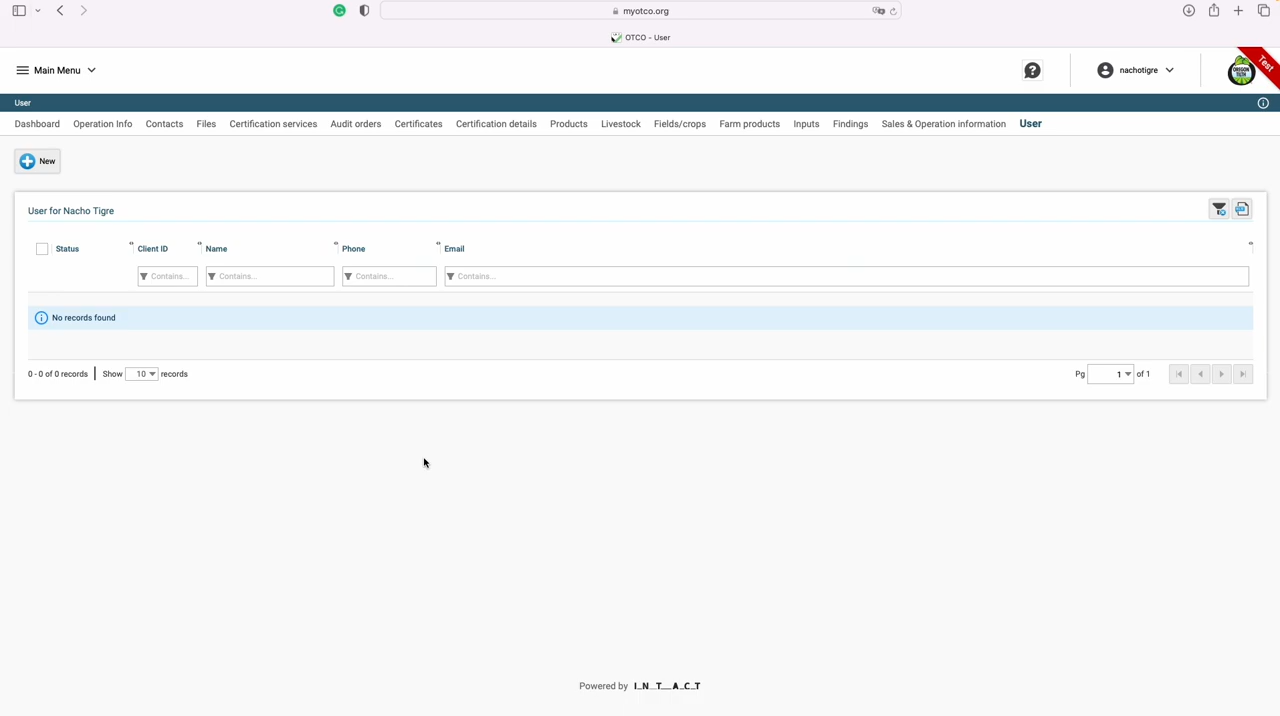 myotco.org
OTCO - User
Main Menu
nachotigre
OREGON TILTH
Test
User
Dashboard Operation Info Contacts Files Certification services Audit orders Certificates Certification details Products Livestock Fields/crops Farm products Inputs Findings Sales & Operation information User
New
User for Nacho Tigre
Status Client ID Name Phone Email
Contains... Contains... Contains... Contains...
No records found
0 - 0 of 0 records Show 10 records Pg 1 of 1
Powered by I_N_T__A_C_T